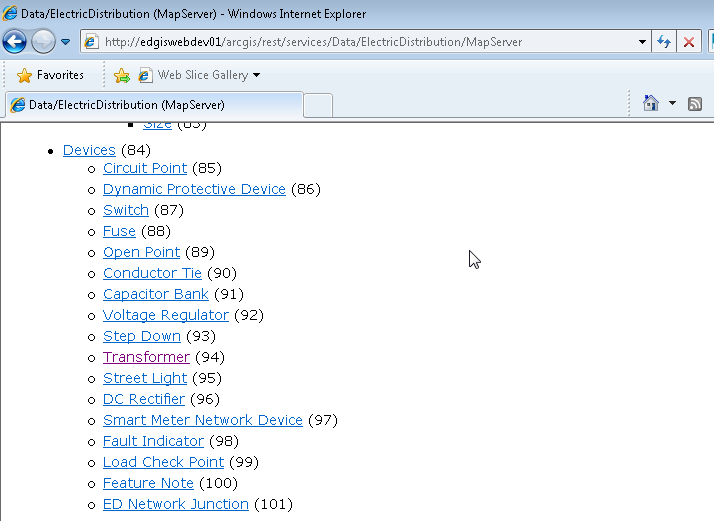 Data/ElectricDistribution (MapServer) - Windows Internet Explorer
http://edgiswebdev01/arcgis/rest/services/Data/ElectricDistribution/MapServer
Favorites Web Slice Gallery
Data/ElectricDistribution (MapServer)
Size (83)
Devices (84)
Circuit Point (85)
Dynamic Protective Device (86)
Switch (87)
Fuse (88)
Open Point (89)
Conductor Tie (90)
Capacitor Bank (91)
Voltage Regulator (92)
Step Down (93)
Transformer (94)
Street Light (95)
DC Rectifier (96)
Smart Meter Network Device (97)
Fault Indicator (98)
Load Check Point (99)
Feature Note (100)
ED Network Junction (101)